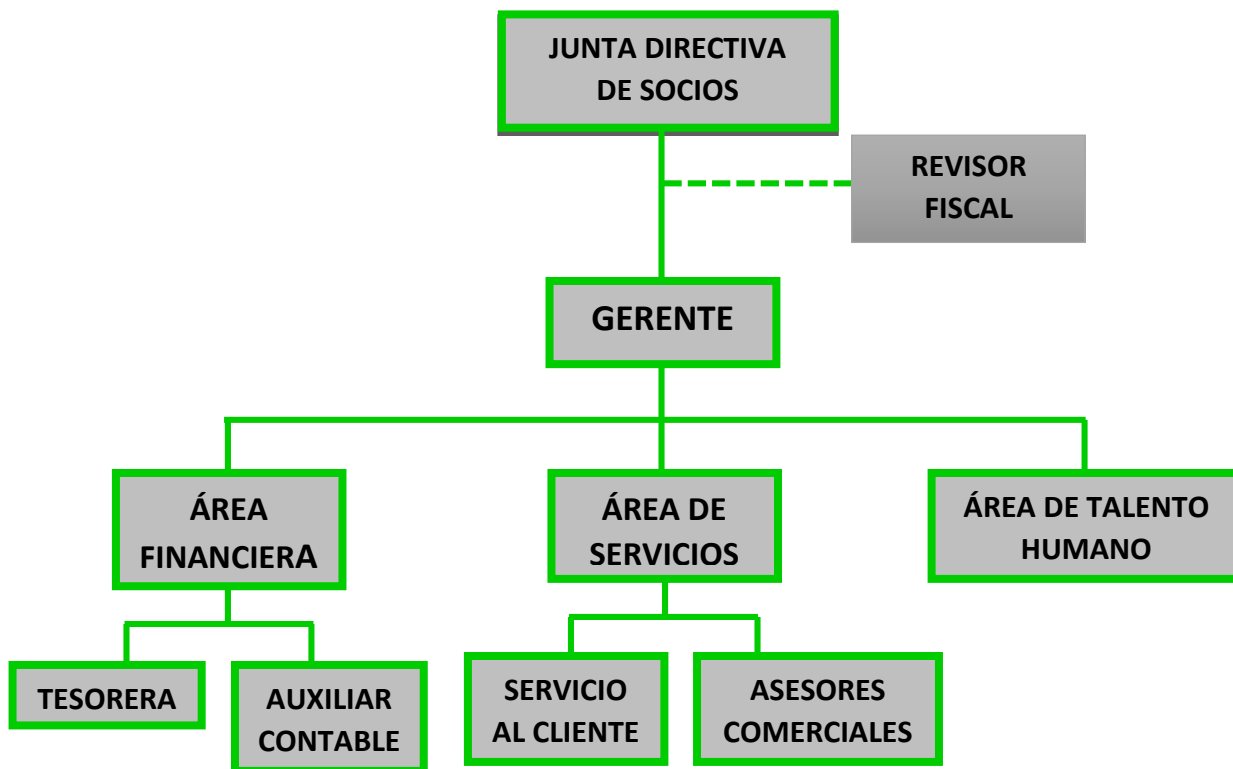 JUNTA DIRECTIVA
DE SOCIOS
REVISOR
FISCAL
GERENTE
ÁREA
FINANCIERA
ÁREA DE
SERVICIOS
ÁREA DE TALENTO
HUMANO
TESORERA
AUXILIAR
CONTABLE
SERVICIO
AL CLIENTE
ASESORES
COMERCIALES